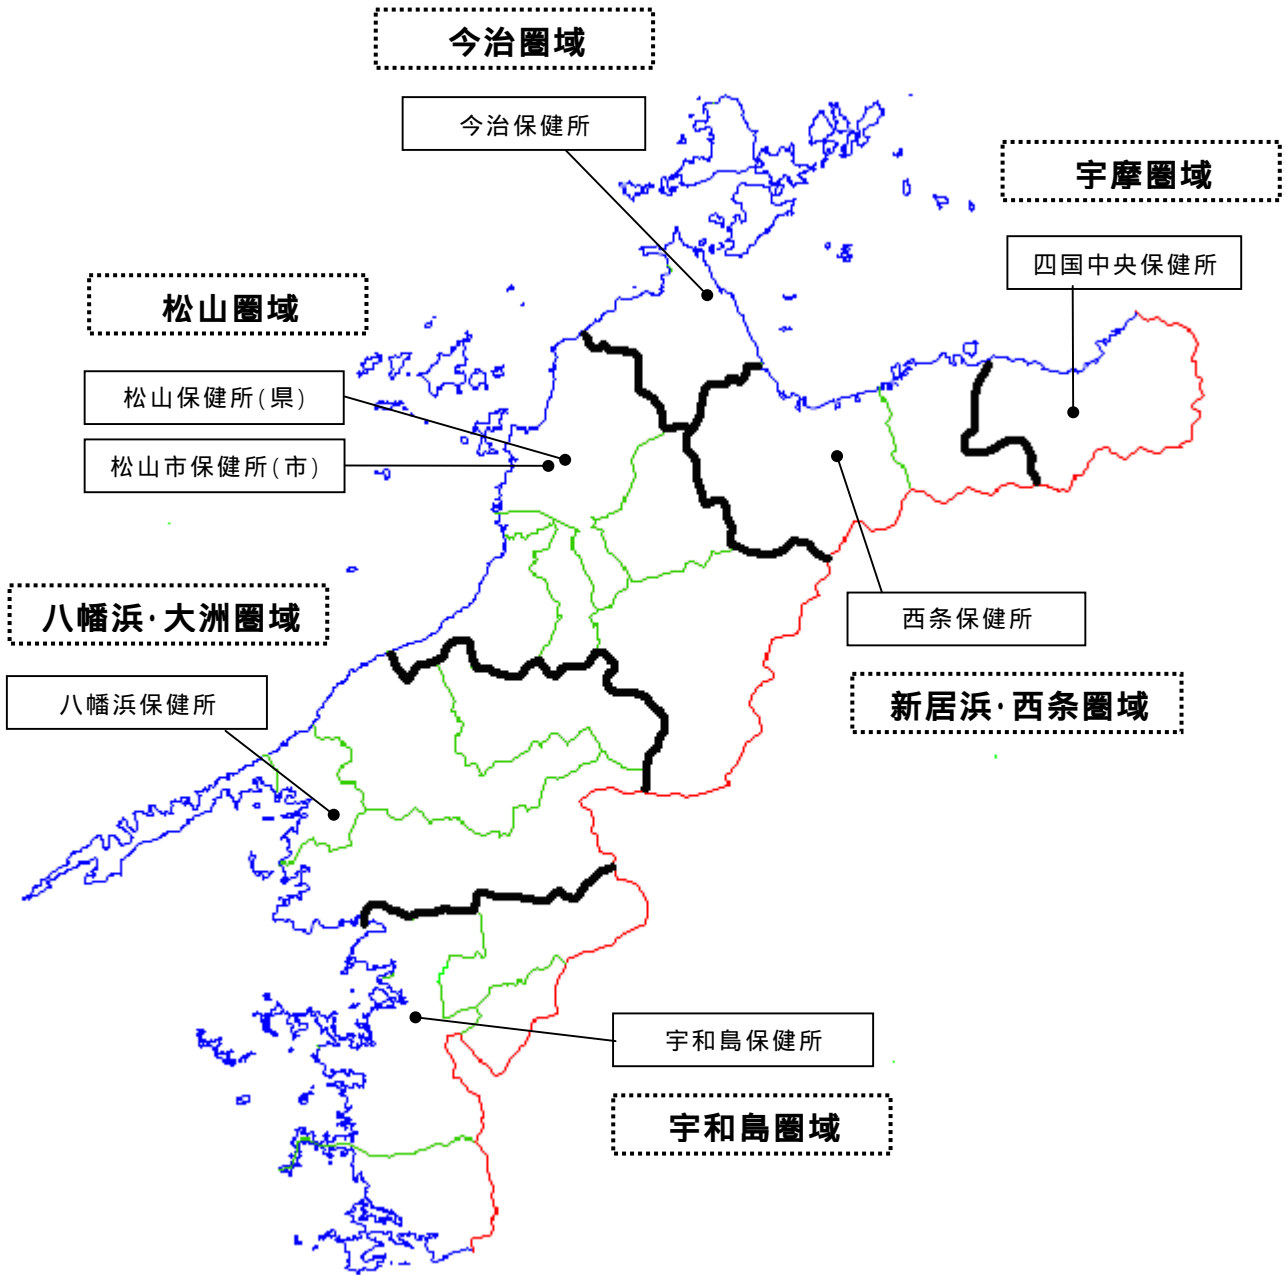 今治圏域
今治保健所
宇摩圏域
四国中央保健所
松山圏域
松山保健所(県)
松山市保健所(市)
八幡浜・大洲圏域
西条保健所
八幡浜保健所
新居浜・西条圏域
宇和島保健所
宇和島圏域